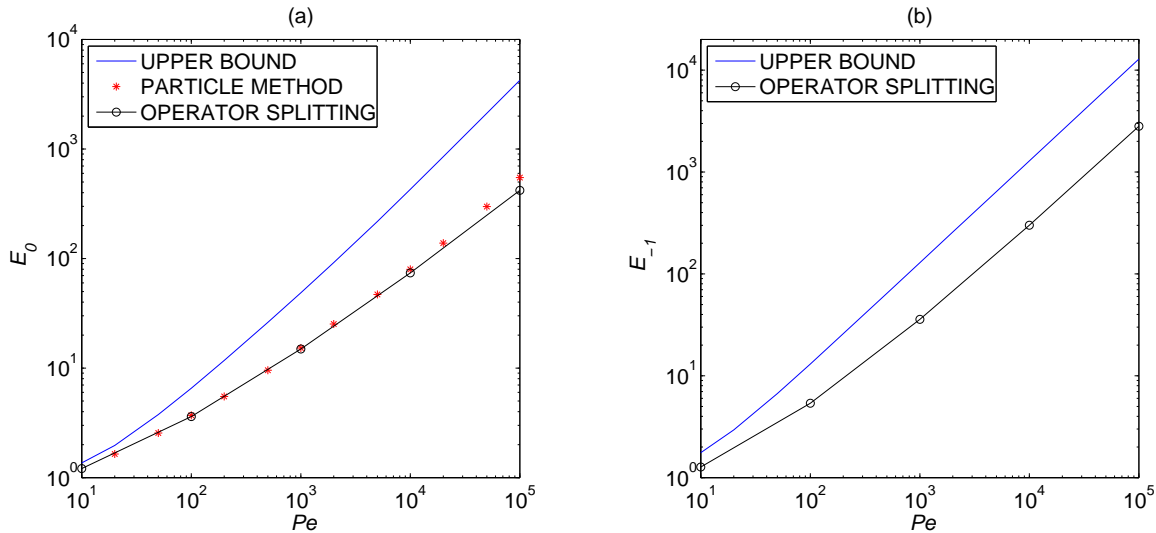 (a)
10^4
10^3
10^2
10^1
10^0
E_0
10^1
10^2
10^3
10^4
10^5
Pe
UPPER BOUND
PARTICLE METHOD
OPERATOR SPLITTING
(b)
10^4
10^3
10^2
10^1
10^0
E_{-1}
10^1
10^2
10^3
10^4
10^5
Pe
UPPER BOUND
OPERATOR SPLITTING